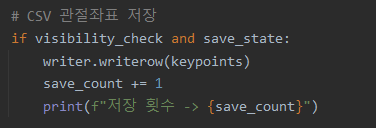 # CSV 관절좌표 저장
if visibility_check and save_state:
    writer.writerow(keypoints)
    save_count += 1
    print(f"저장 횟수 -> {save_count}")